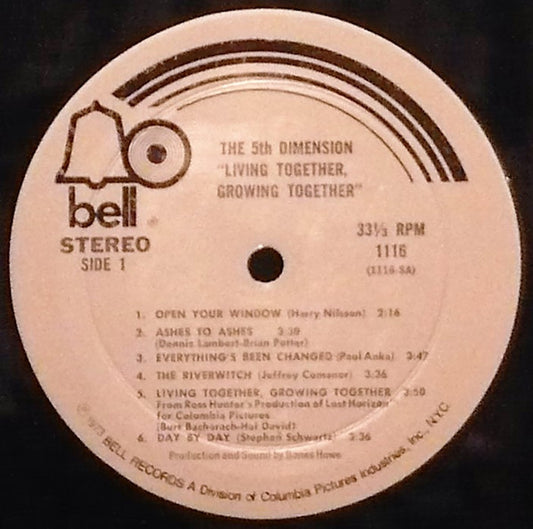 THE 5th DIMENSION
"LIVING TOGETHER,
GROWING TOGETHER"
bell
STEREO
SIDE 1
33⅓ RPM
1116
(1116-SA)
1. OPEN YOUR WINDOW (Harry Nilsson) 2:16
2. ASHES TO ASHES 3:30
(Dennis Lambert-Brian Potter)
3. EVERYTHING'S BEEN CHANGED (Paul Anka) 3:47
4. THE RIVERWITCH (Jeffrey Comanor) 3:36
5. LIVING TOGETHER, GROWING TOGETHER 3:50
From Ross Hunter's Production of Lost Horizon
for Columbia Pictures
(Burt Bacharach-Hal David)
6. DAY BY DAY (Stephen Schwartz) 3:36
Production and Sound by Bones Howe
℗1973 BELL RECORDS A Division of Columbia Pictures Industries, Inc., NYC